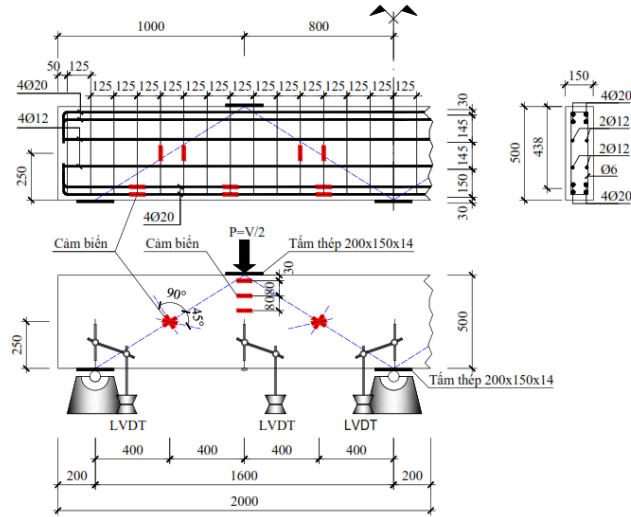 1000 800
50 125
125 125 125 125 125 125 125 125 125 125 125 125 125 125
4Ø20
4Ø12
250
4Ø20
30
145
145
150
30
150
4Ø20
2Ø12
2Ø12
Ø6
4Ø20
500
438
P=V/2
Cảm biến
Cảm biến
Tấm thép 200x150x14
30
80
80
90°
45°
250
500
Tấm thép 200x150x14
LVDT
LVDT
LVDT
400 400 400 400
200 1600 200
2000